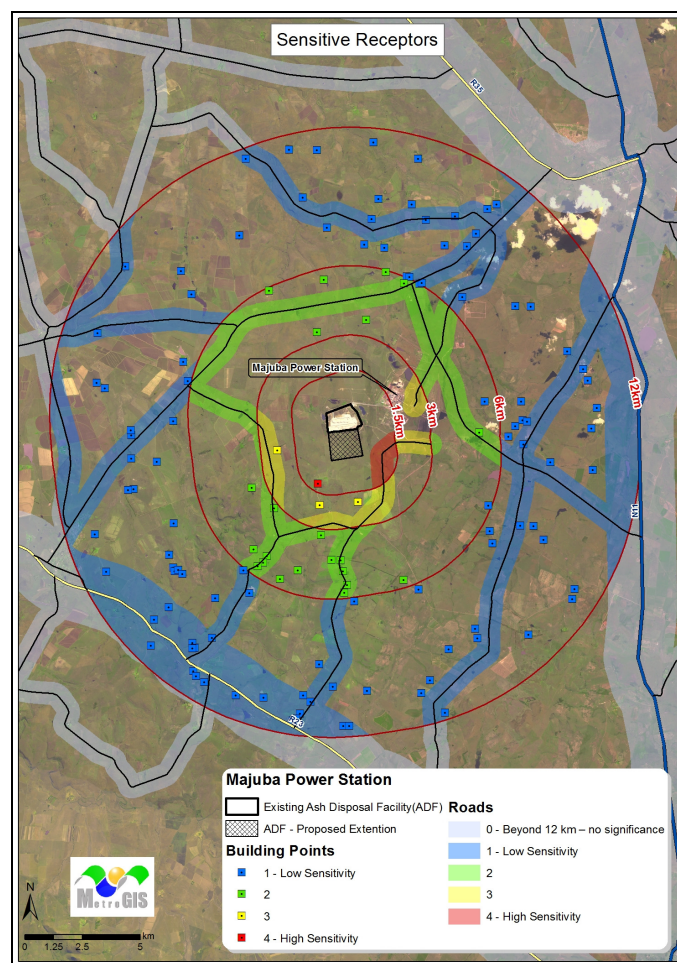 Sensitive Receptors
R35
Majuba Power Station
1.5km
3km
6km
12km
N11
R23
Majuba Power Station
Existing Ash Disposal Facility(ADF)
ADF - Proposed Extention
Building Points
1 - Low Sensitivity
2
3
4 - High Sensitivity
Roads
0 - Beyond 12 km – no significance
1 - Low Sensitivity
2
3
4 - High Sensitivity
MetroGIS
N
km
0 1.25 2.5 5